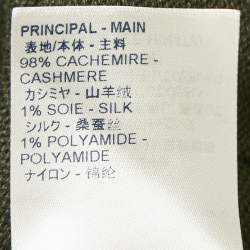 PRINCIPAL - MAIN
表地/本体 - 主料
98% CACHEMIRE -
CASHMERE
カシミヤ - 山羊绒
1% SOIE - SILK
シルク - 桑蚕丝
1% POLYAMIDE -
POLYAMIDE
ナイロン - 锦纶